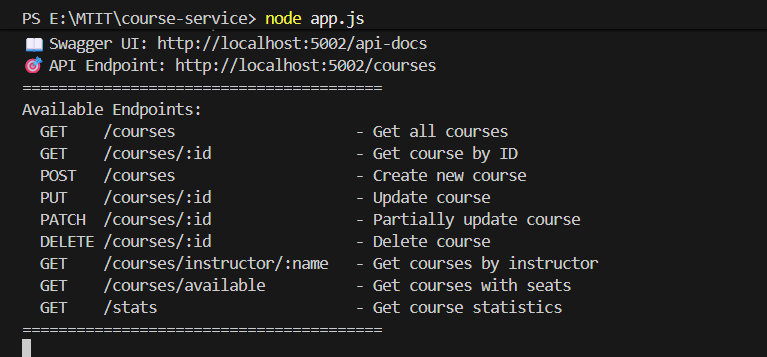 PS E:\MTIT\course-service> node app.js
📖 Swagger UI: http://localhost:5002/api-docs
🎯 API Endpoint: http://localhost:5002/courses
========================================
Available Endpoints:
  GET    /courses                    - Get all courses
  GET    /courses/:id                - Get course by ID
  POST   /courses                    - Create new course
  PUT    /courses/:id                - Update course
  PATCH  /courses/:id                - Partially update course
  DELETE /courses/:id                - Delete course
  GET    /courses/instructor/:name   - Get courses by instructor
  GET    /courses/available          - Get courses with seats
  GET    /stats                      - Get course statistics
========================================